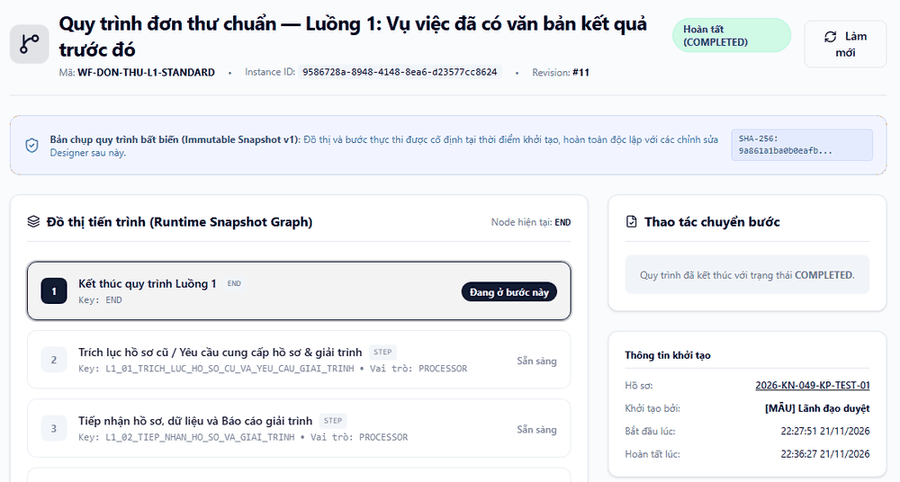 Quy trình đơn thư chuẩn — Luồng 1: Vụ việc đã có văn bản kết quả
trước đó
Hoàn tất
(COMPLETED)
Làm
mới
Mã: WF-DON-THU-L1-STANDARD • Instance ID: 9586728a-8948-4148-8ea6-d23577cc8624 • Revision: #11
Bản chụp quy trình bất biến (Immutable Snapshot v1): Đồ thị và bước thực thi được cố định tại thời điểm khởi tạo, hoàn toàn độc lập với các chỉnh sửa
Designer sau này.
SHA-256:
9a861a1ba0b0eafb...
Đồ thị tiến trình (Runtime Snapshot Graph)
Node hiện tại: END
1
Kết thúc quy trình Luồng 1 END
Key: END
Đang ở bước này
2
Trích lục hồ sơ cũ / Yêu cầu cung cấp hồ sơ & giải trình STEP
Key: L1_01_TRICH_LUC_HO_SO_CU_VA_YEU_CAU_GIAI_TRINH • Vai trò: PROCESSOR
Sẵn sàng
3
Tiếp nhận hồ sơ, dữ liệu và Báo cáo giải trình STEP
Key: L1_02_TIEP_NHAN_HO_SO_VA_GIAI_TRINH • Vai trò: PROCESSOR
Sẵn sàng
Thao tác chuyển bước
Quy trình đã kết thúc với trạng thái COMPLETED.
Thông tin khởi tạo
Hồ sơ: 2026-KN-049-KP-TEST-01
Khởi tạo bởi: [MẪU] Lãnh đạo duyệt
Bắt đầu lúc: 22:27:51 21/11/2026
Hoàn tất lúc: 22:36:27 21/11/2026